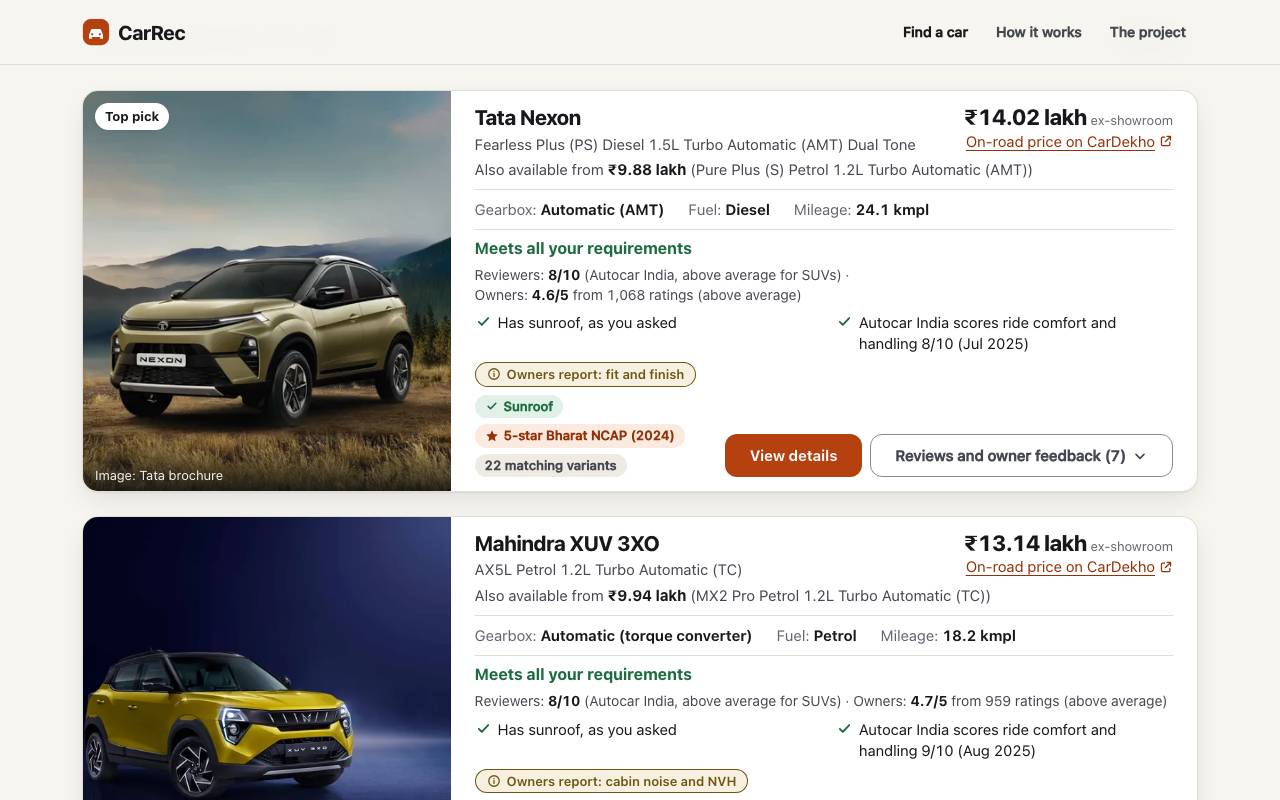 CarRec
Find a car
How it works
The project
Top pick
NEXON
Image: Tata brochure
Tata Nexon
₹14.02 lakh ex-showroom
Fearless Plus (PS) Diesel 1.5L Turbo Automatic (AMT) Dual Tone
On-road price on CarDekho
Also available from ₹9.88 lakh (Pure Plus (S) Petrol 1.2L Turbo Automatic (AMT))
Gearbox: Automatic (AMT) Fuel: Diesel Mileage: 24.1 kmpl
Meets all your requirements
Reviewers: 8/10 (Autocar India, above average for SUVs) ·
Owners: 4.6/5 from 1,068 ratings (above average)
Has sunroof, as you asked
Autocar India scores ride comfort and
handling 8/10 (Jul 2025)
Owners report: fit and finish
Sunroof
5-star Bharat NCAP (2024)
22 matching variants
View details
Reviews and owner feedback (7)
XUV 3XO
Mahindra XUV 3XO
₹13.14 lakh ex-showroom
AX5L Petrol 1.2L Turbo Automatic (TC)
On-road price on CarDekho
Also available from ₹9.94 lakh (MX2 Pro Petrol 1.2L Turbo Automatic (TC))
Gearbox: Automatic (torque converter) Fuel: Petrol Mileage: 18.2 kmpl
Meets all your requirements
Reviewers: 8/10 (Autocar India, above average for SUVs) · Owners: 4.7/5 from 959 ratings (above average)
Has sunroof, as you asked
Autocar India scores ride comfort and
handling 9/10 (Aug 2025)
Owners report: cabin noise and NVH